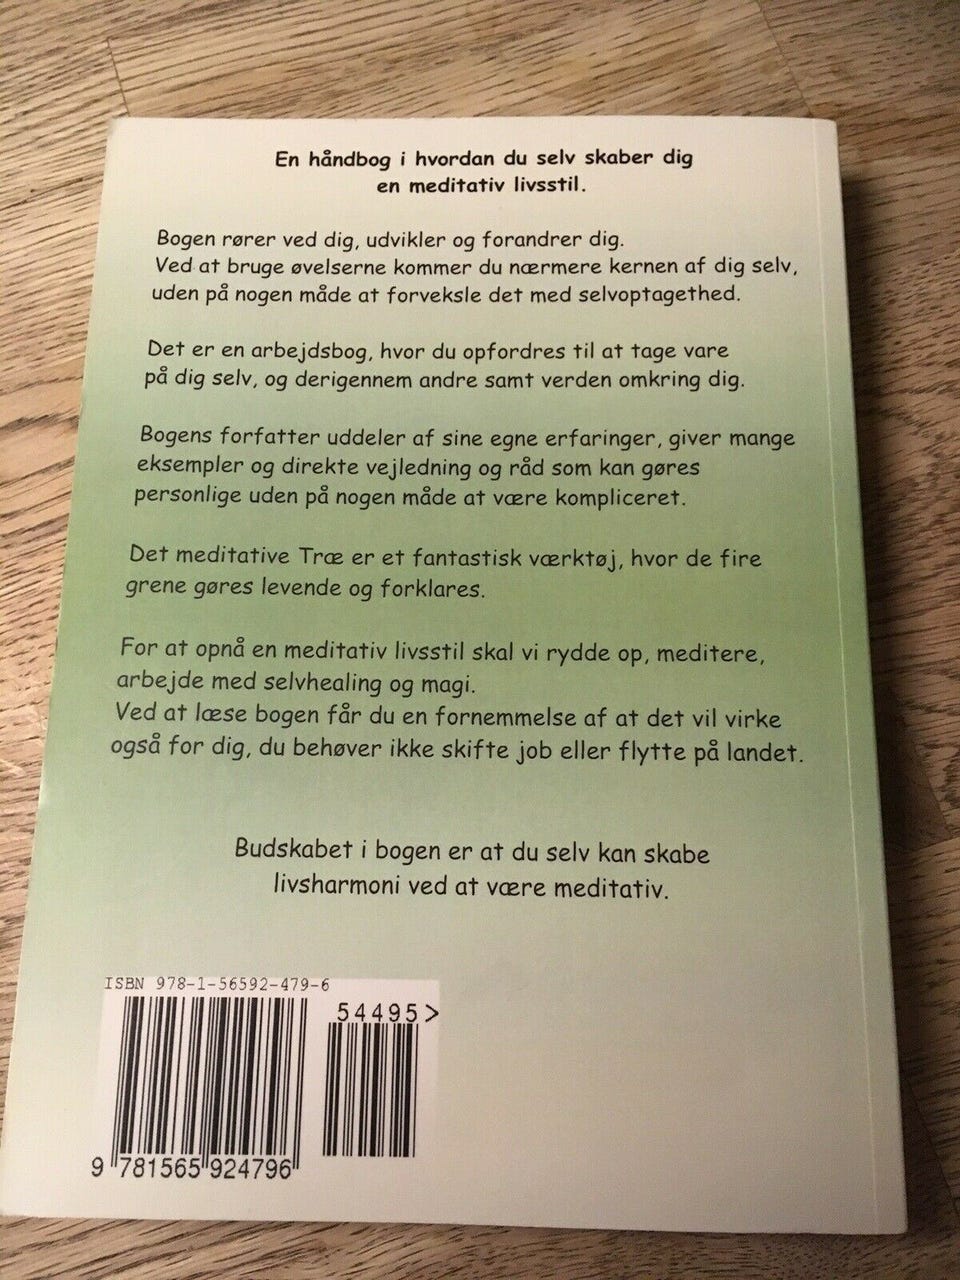 En håndbog i hvordan du selv skaber dig
en meditativ livsstil.
Bogen rører ved dig, udvikler og forandrer dig.
Ved at bruge øvelserne kommer du nærmere kernen af dig selv,
uden på nogen måde at forveksle det med selvoptagethed.
Det er en arbejdsbog, hvor du opfordres til at tage vare
på dig selv, og derigennem andre samt verden omkring dig.
Bogens forfatter uddeler af sine egne erfaringer, giver mange
eksempler og direkte vejledning og råd som kan gøres
personlige uden på nogen måde at være kompliceret.
Det meditative Træ er et fantastisk værktøj, hvor de fire
grene gøres levende og forklares.
For at opnå en meditativ livsstil skal vi rydde op, meditere,
arbejde med selvhealing og magi.
Ved at læse bogen får du en fornemmelse af at det vil virke
også for dig, du behøver ikke skifte job eller flytte på landet.
Budskabet i bogen er at du selv kan skabe
livsharmoni ved at være meditativ.
ISBN 978-1-56592-479-6
54495>
9 781565 924796